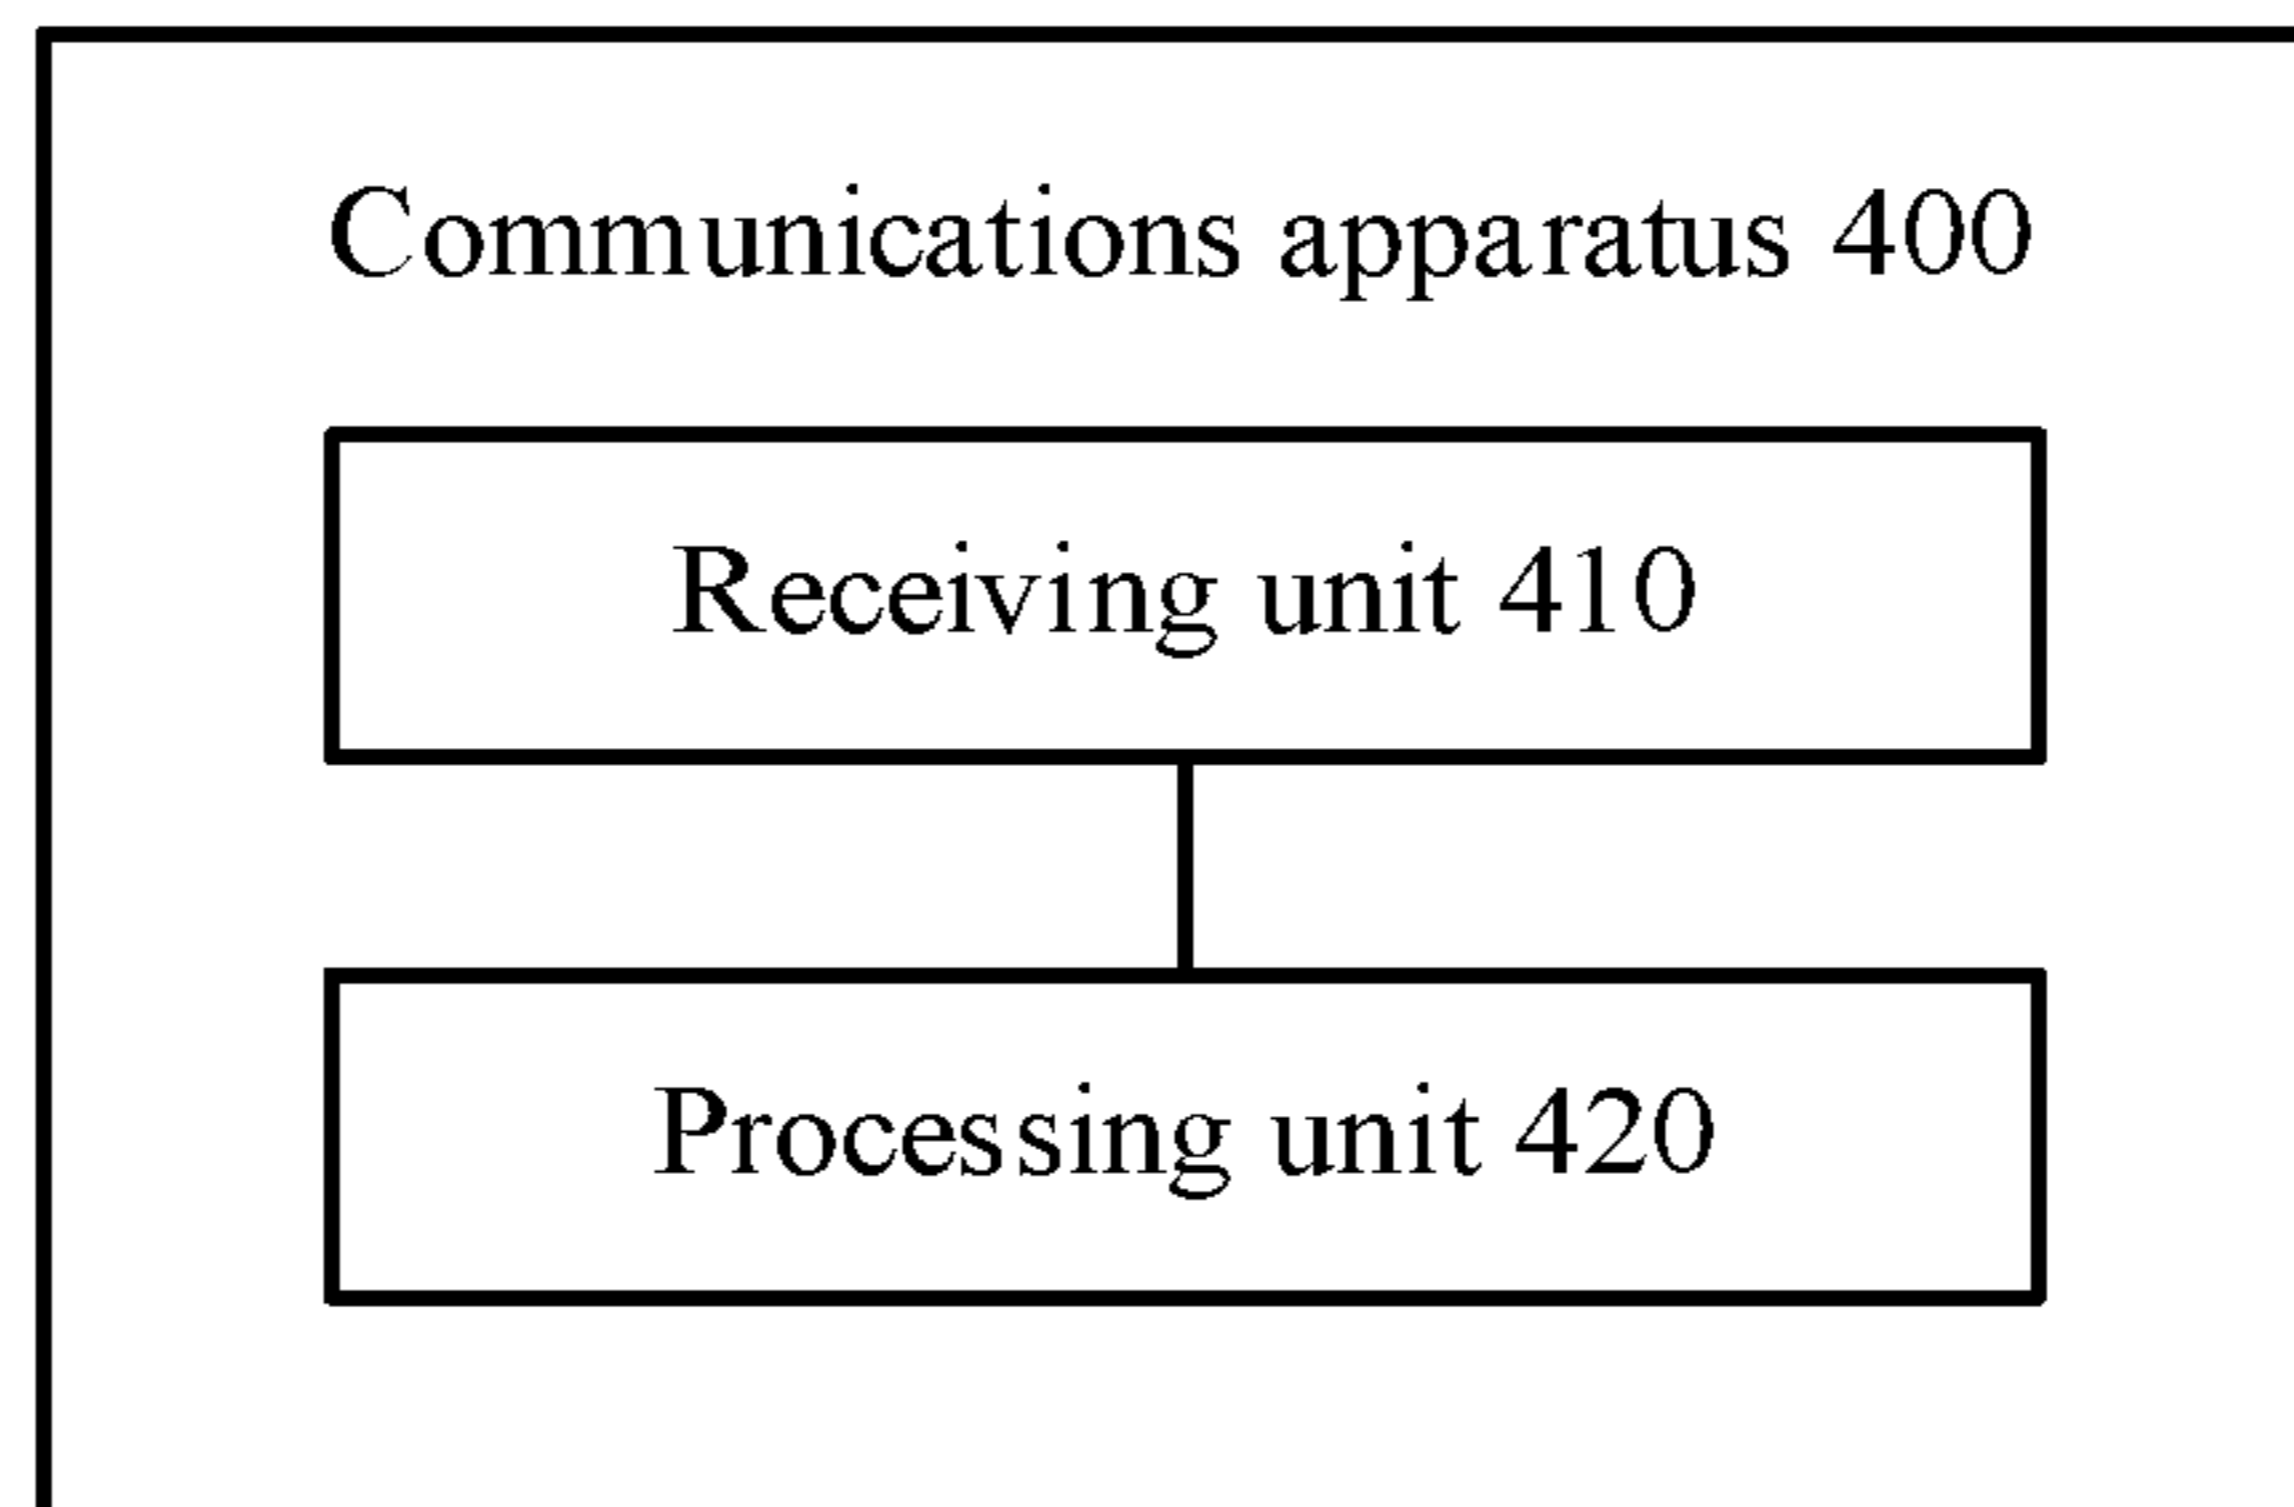 Communications apparatus 400
Receiving unit 410
Processing unit 420